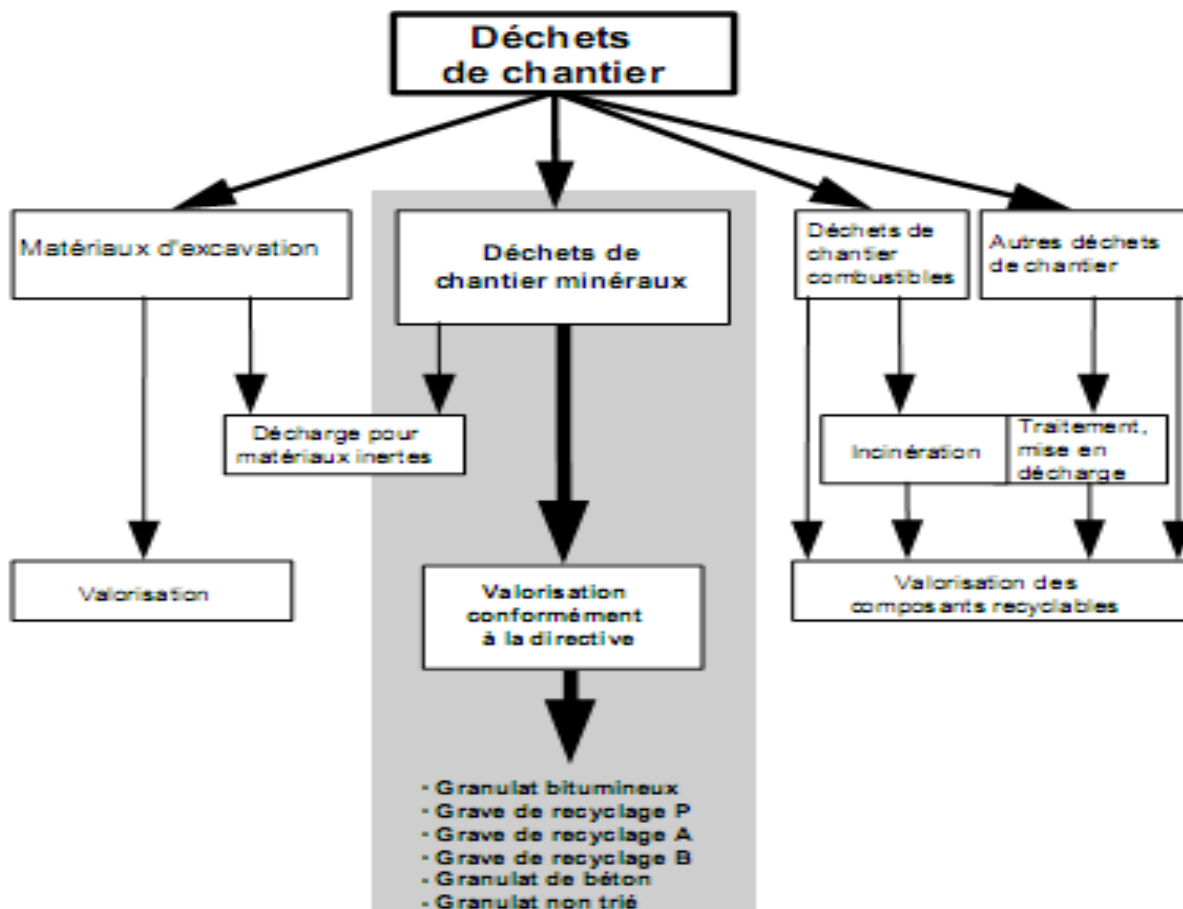 Déchets
de chantier
Matériaux d'excavation
Déchets de
chantier minéraux
Déchets de
chantier
combustibles
Autres déchets
de chantier
Décharge pour
matériaux inertes
Incinération
Traitement,
mise en
décharge
Valorisation
Valorisation
conformément
à la directive
Valorisation des
composants recyclables
- Granulat bitumineux
- Grave de recyclage P
- Grave de recyclage A
- Grave de recyclage B
- Granulat de béton
- Granulat non trié